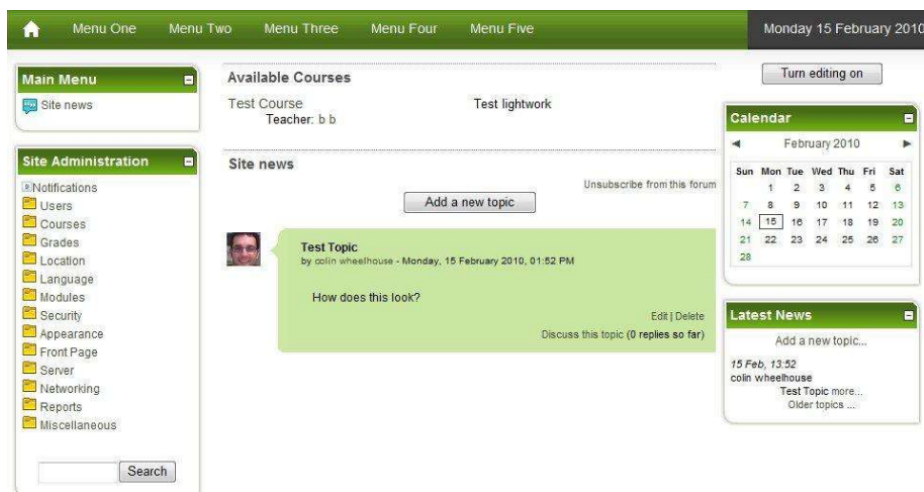 Menu One Menu Two Menu Three Menu Four Menu Five Monday 15 February 2010
Main Menu
Site news
Site Administration
Notifications
Users
Courses
Grades
Location
Language
Modules
Security
Appearance
Front Page
Server
Networking
Reports
Miscellaneous
Search
Available Courses
Test Course Test lightwork
Teacher: b b
Site news
Unsubscribe from this forum
Add a new topic
Test Topic
by colin wheelhouse - Monday, 15 February 2010, 01:52 PM
How does this look?
Edit | Delete
Discuss this topic (0 replies so far)
Turn editing on
Calendar
◄ February 2010 ►
Sun Mon Tue Wed Thu Fri Sat
1 2 3 4 5 6
7 8 9 10 11 12 13
14 15 16 17 18 19 20
21 22 23 24 25 26 27
28
Latest News
Add a new topic...
15 Feb, 13:52
colin wheelhouse
Test Topic more...
Older topics ...